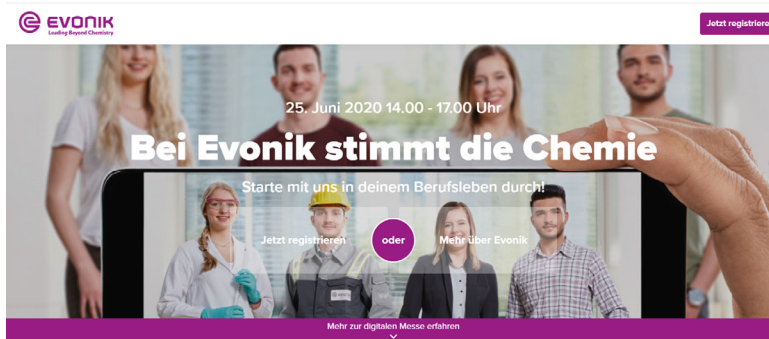 EVONIK
Leading Beyond Chemistry
Jetzt registriere
25. Juni 2020 14.00 - 17.00 Uhr
Bei Evonik stimmt die Chemie
Starte mit uns in deinem Berufsleben durch!
Jetzt registrieren
oder
Mehr über Evonik
Mehr zur digitalen Messe erfahren